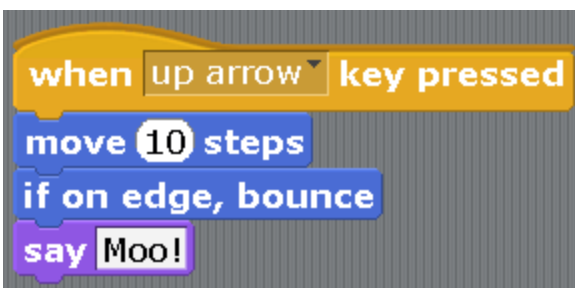 when up arrow key pressed
move 10 steps
if on edge, bounce
say Moo!